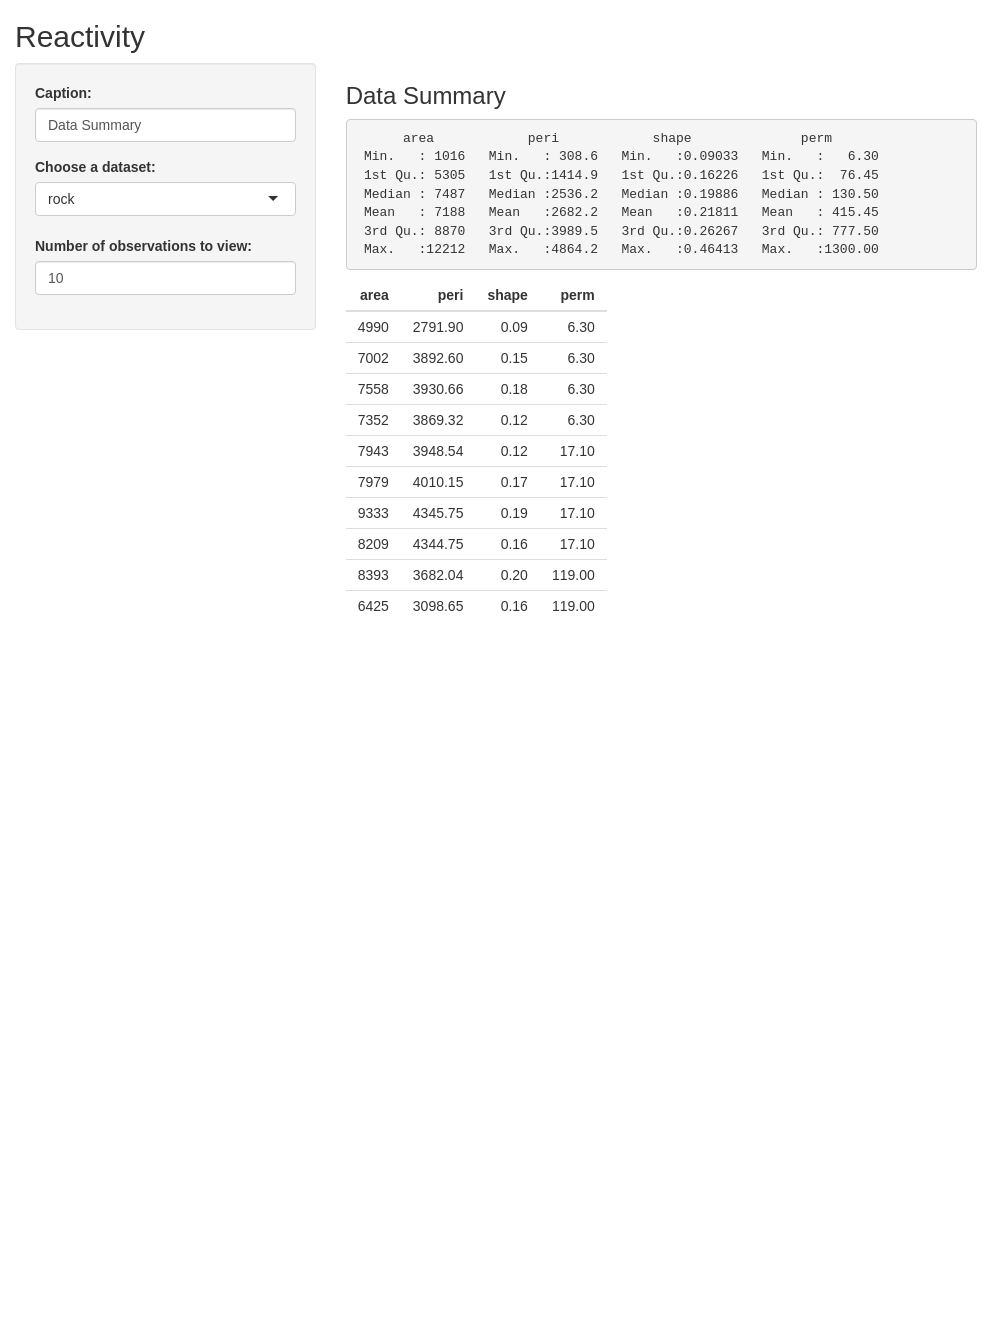 Reactivity
Caption:
Data Summary
Choose a dataset:
rock
Number of observations to view:
10
Data Summary
area peri shape perm
Min. : 1016 Min. : 308.6 Min. :0.09033 Min. : 6.30
1st Qu.: 5305 1st Qu.:1414.9 1st Qu.:0.16226 1st Qu.: 76.45
Median : 7487 Median :2536.2 Median :0.19886 Median : 130.50
Mean : 7188 Mean :2682.2 Mean :0.21811 Mean : 415.45
3rd Qu.: 8870 3rd Qu.:3989.5 3rd Qu.:0.26267 3rd Qu.: 777.50
Max. :12212 Max. :4864.2 Max. :0.46413 Max. :1300.00
area peri shape perm
4990 2791.90 0.09 6.30
7002 3892.60 0.15 6.30
7558 3930.66 0.18 6.30
7352 3869.32 0.12 6.30
7943 3948.54 0.12 17.10
7979 4010.15 0.17 17.10
9333 4345.75 0.19 17.10
8209 4344.75 0.16 17.10
8393 3682.04 0.20 119.00
6425 3098.65 0.16 119.00